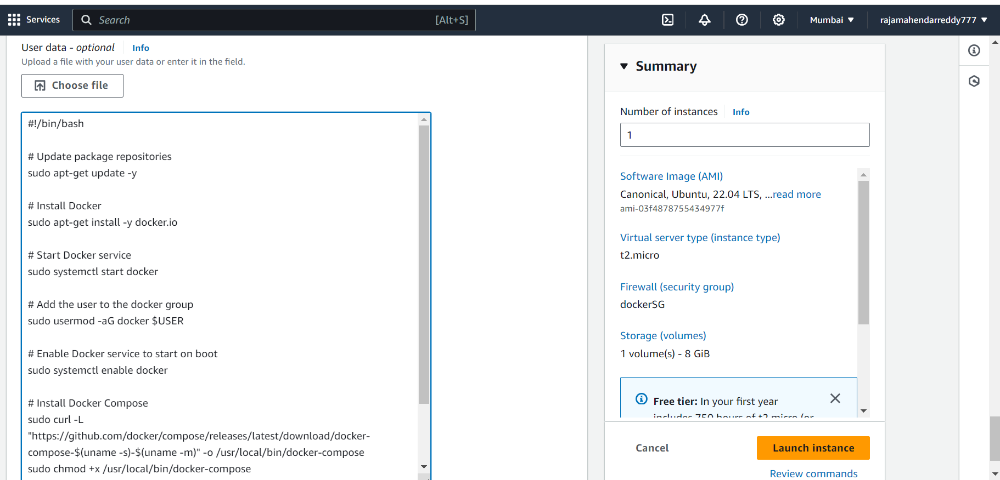 Services
Search [Alt+S]
Mumbai ▼
rajamahendarreddy777 ▼
User data - optional
Info
Upload a file with your user data or enter it in the field.
Choose file
#!/bin/bash
# Update package repositories
sudo apt-get update -y
# Install Docker
sudo apt-get install -y docker.io
# Start Docker service
sudo systemctl start docker
# Add the user to the docker group
sudo usermod -aG docker $USER
# Enable Docker service to start on boot
sudo systemctl enable docker
# Install Docker Compose
sudo curl -L
"https://github.com/docker/compose/releases/latest/download/docker-
compose-$(uname -s)-$(uname -m)" -o /usr/local/bin/docker-compose
sudo chmod +x /usr/local/bin/docker-compose
▼ Summary
Number of instances
Info
1
Software Image (AMI)
Canonical, Ubuntu, 22.04 LTS, ...read more
ami-03f4878755434977f
Virtual server type (instance type)
t2.micro
Firewall (security group)
dockerSG
Storage (volumes)
1 volume(s) - 8 GiB
Free tier: In your first year
includes 750 hours of t2.micro (or
Cancel
Launch instance
Review commands